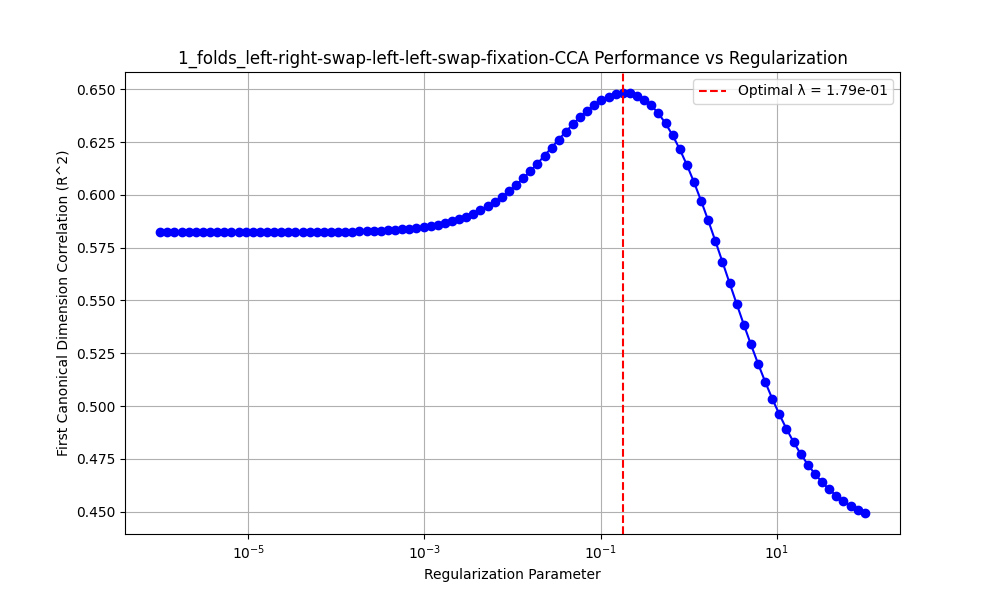 1_folds_left-right-swap-left-left-swap-fixation-CCA Performance vs Regularization
Optimal λ = 1.79e-01
First Canonical Dimension Correlation (R^2)
0.650
0.625
0.600
0.575
0.550
0.525
0.500
0.475
0.450
10⁻⁵ 10⁻³ 10⁻¹ 10¹
Regularization Parameter